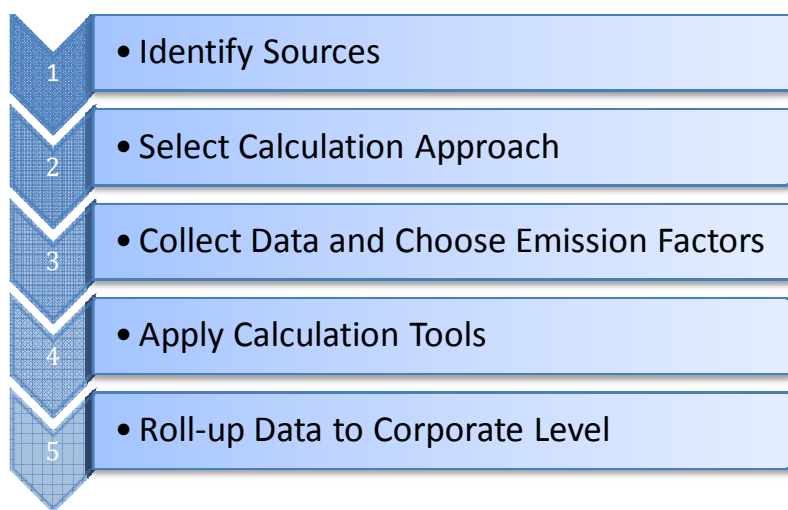 1
• Identify Sources
2
• Select Calculation Approach
3
• Collect Data and Choose Emission Factors
4
• Apply Calculation Tools
5
• Roll-up Data to Corporate Level